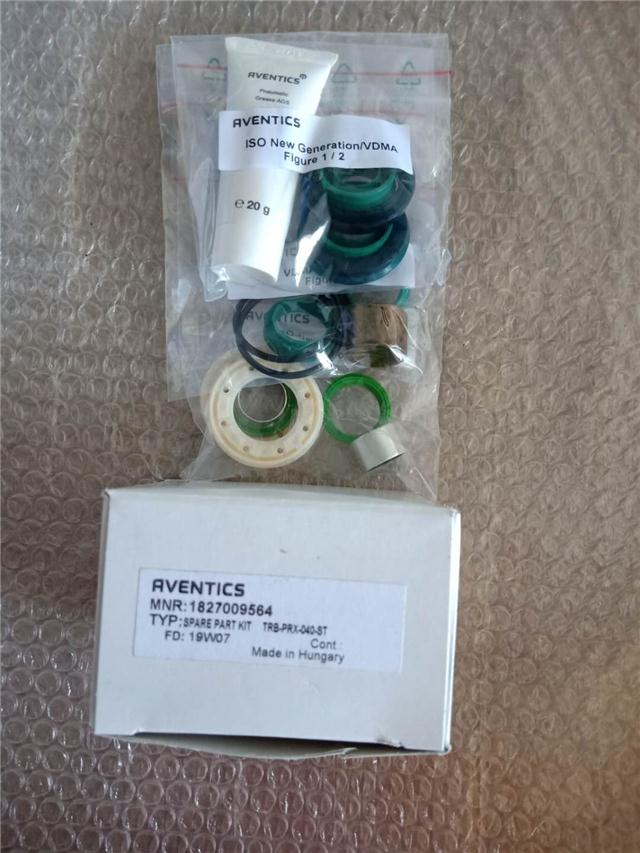 AVENTICS®
Pneumatic
Grease AGS
AVENTICS
ISO New Generation/VDMA
Figure 1 / 2
℮ 20 g
AVENTICS
MNR:1827009564
TYP: SPARE PART KIT TRB-PRX-040-ST
FD: 19W07
Cont.:
Made in Hungary